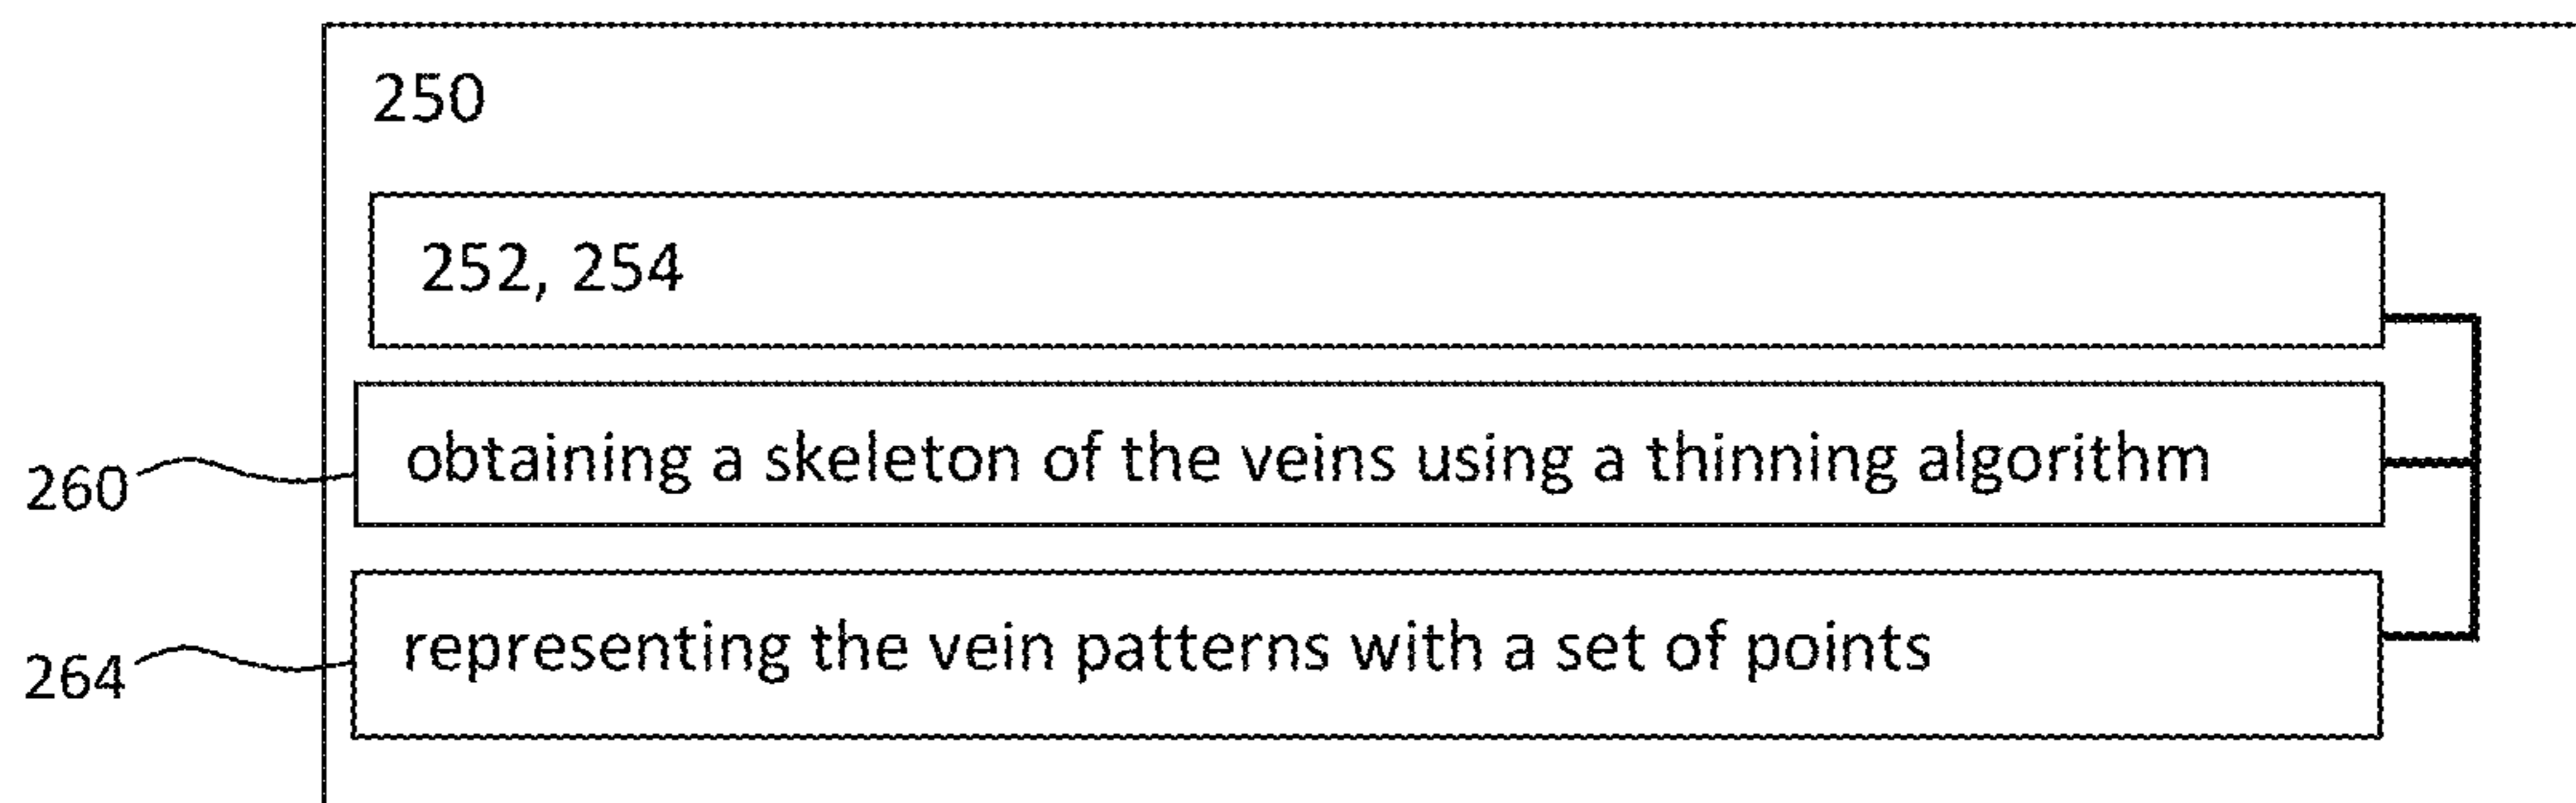 250
252, 254
260
obtaining a skeleton of the veins using a thinning algorithm
264
representing the vein patterns with a set of points